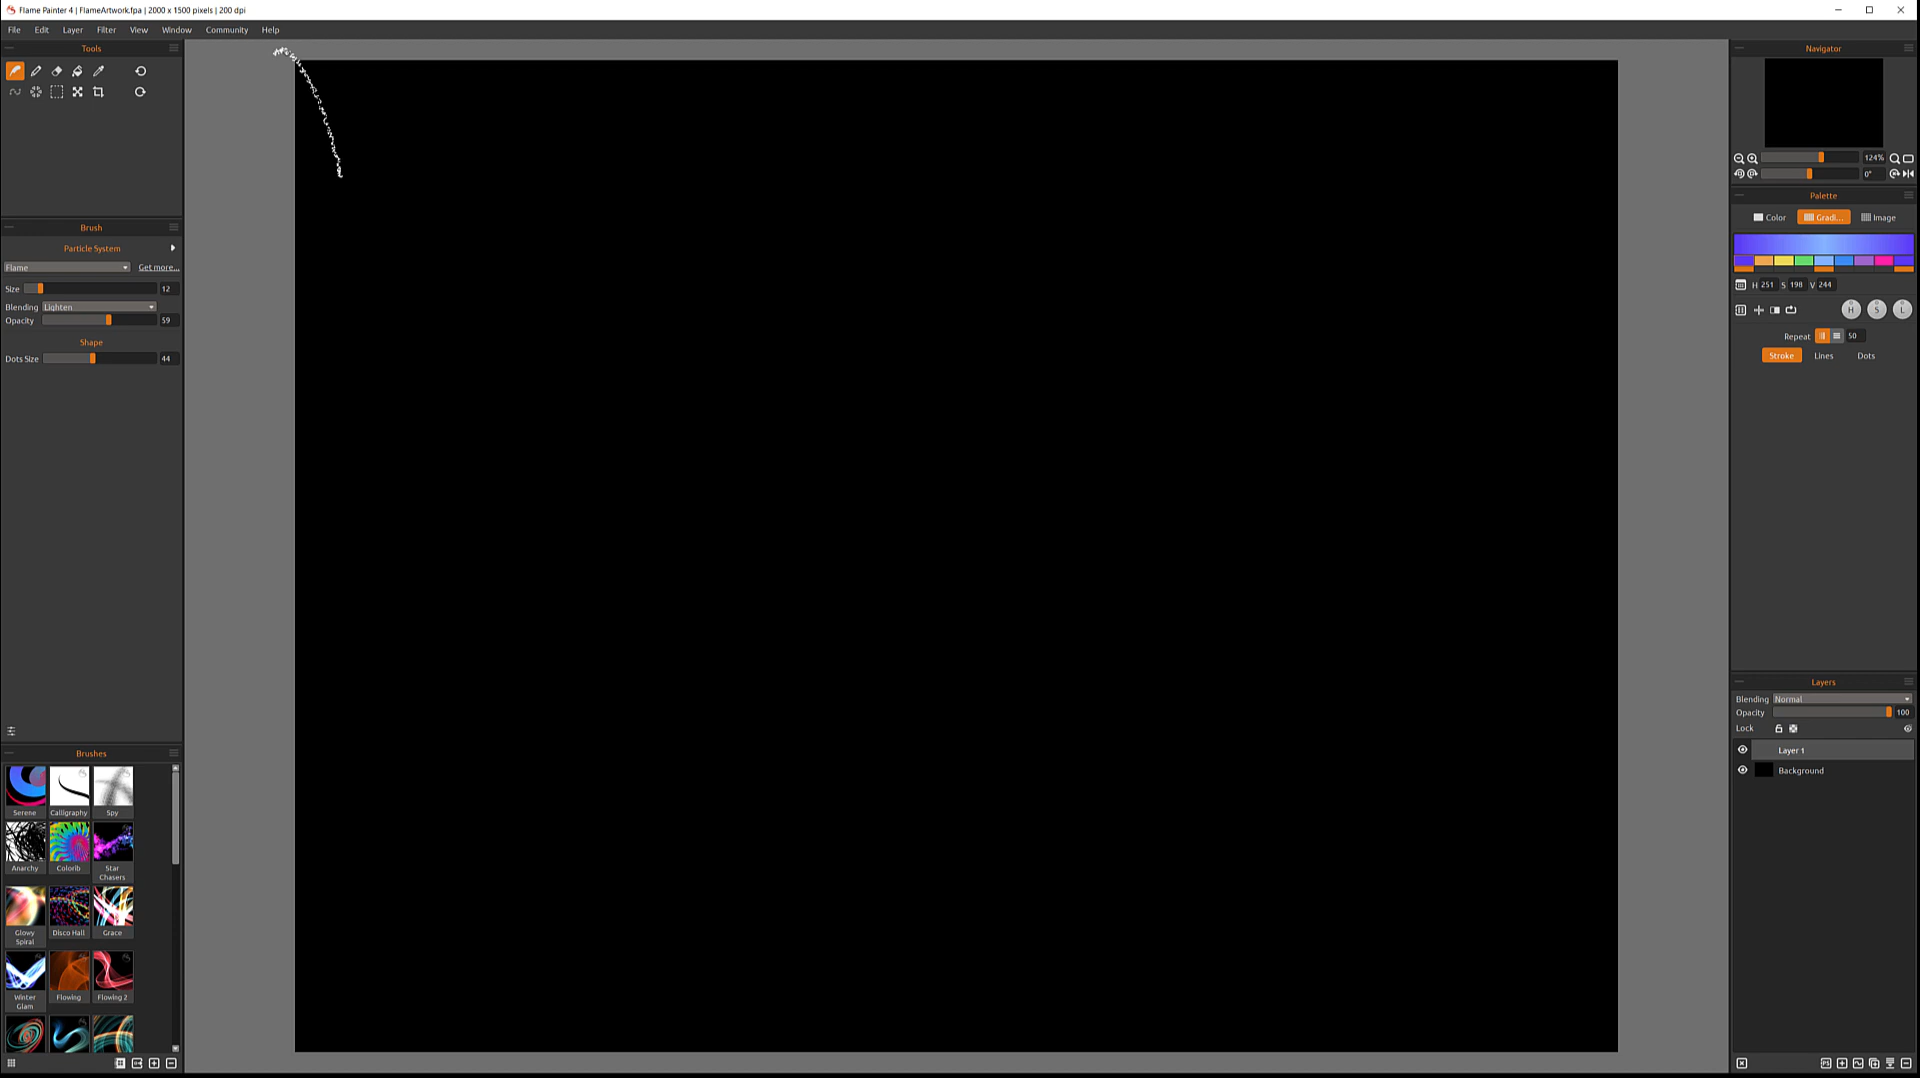 Flame Painter 4 | FlameArtwork.fpa | 2000 x 1500 pixels | 200 dpi
File Edit Layer Filter View Window Community Help
Tools
Brush
Particle System
Flame Get more...
Size 12
Blending Lighten
Opacity 59
Shape
Dots Size 44
Brushes
Serene Calligraphy Spy
Anarchy Colorib Star Chasers
Glowy Spiral Disco Hall Grace
Winter Glam Flowing Flowing 2
Navigator
124%
0°
Palette
Color Gradi... Image
H 251 S 198 V 244
H S L
Repeat 50
Stroke Lines Dots
Layers
Blending Normal
Opacity 100
Lock
Layer 1
Background
PS